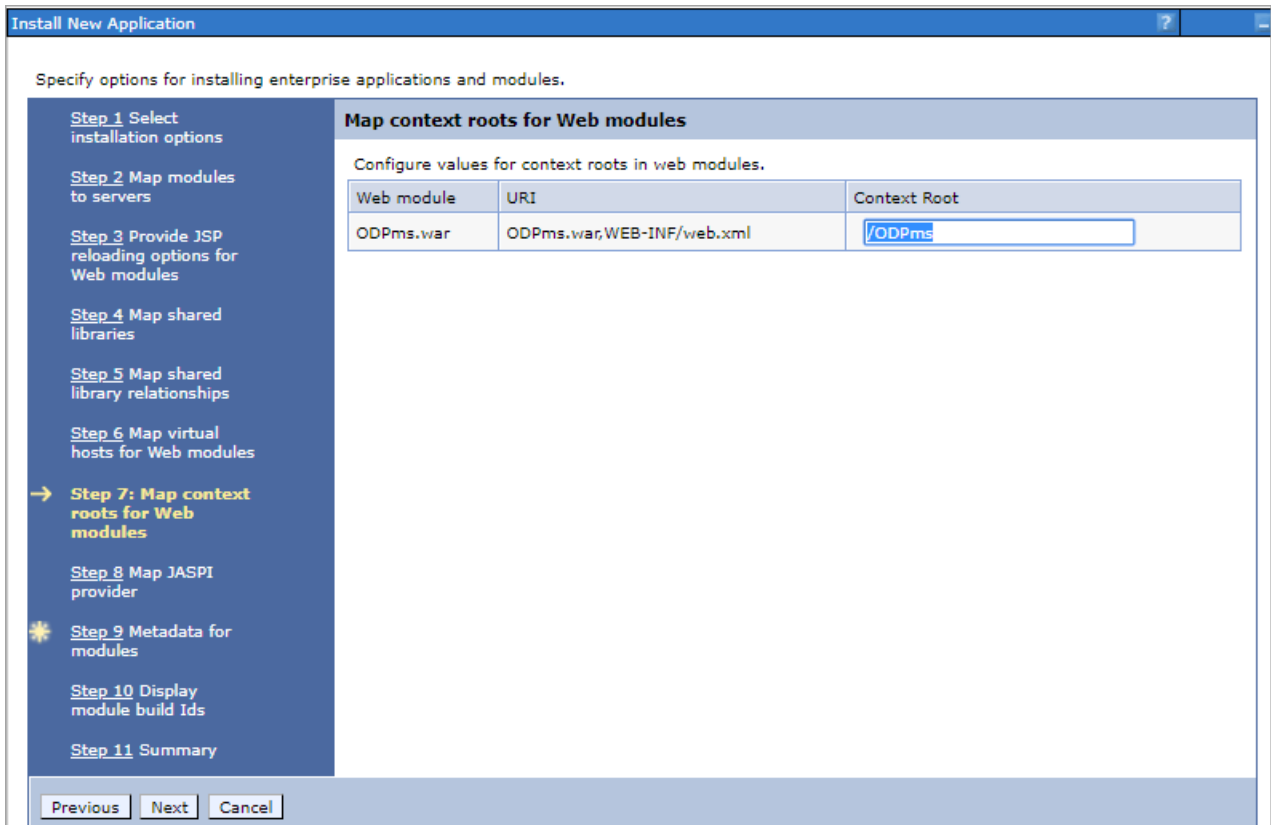 Install New Application
?
Specify options for installing enterprise applications and modules.
Step 1 Select
installation options
Step 2 Map modules
to servers
Step 3 Provide JSP
reloading options for
Web modules
Step 4 Map shared
libraries
Step 5 Map shared
library relationships
Step 6 Map virtual
hosts for Web modules
Step 7: Map context
roots for Web
modules
Step 8 Map JASPI
provider
Step 9 Metadata for
modules
Step 10 Display
module build Ids
Step 11 Summary
Map context roots for Web modules
Configure values for context roots in web modules.
Web module URI Context Root
ODPms.war ODPms.war,WEB-INF/web.xml /ODPms
Previous Next Cancel